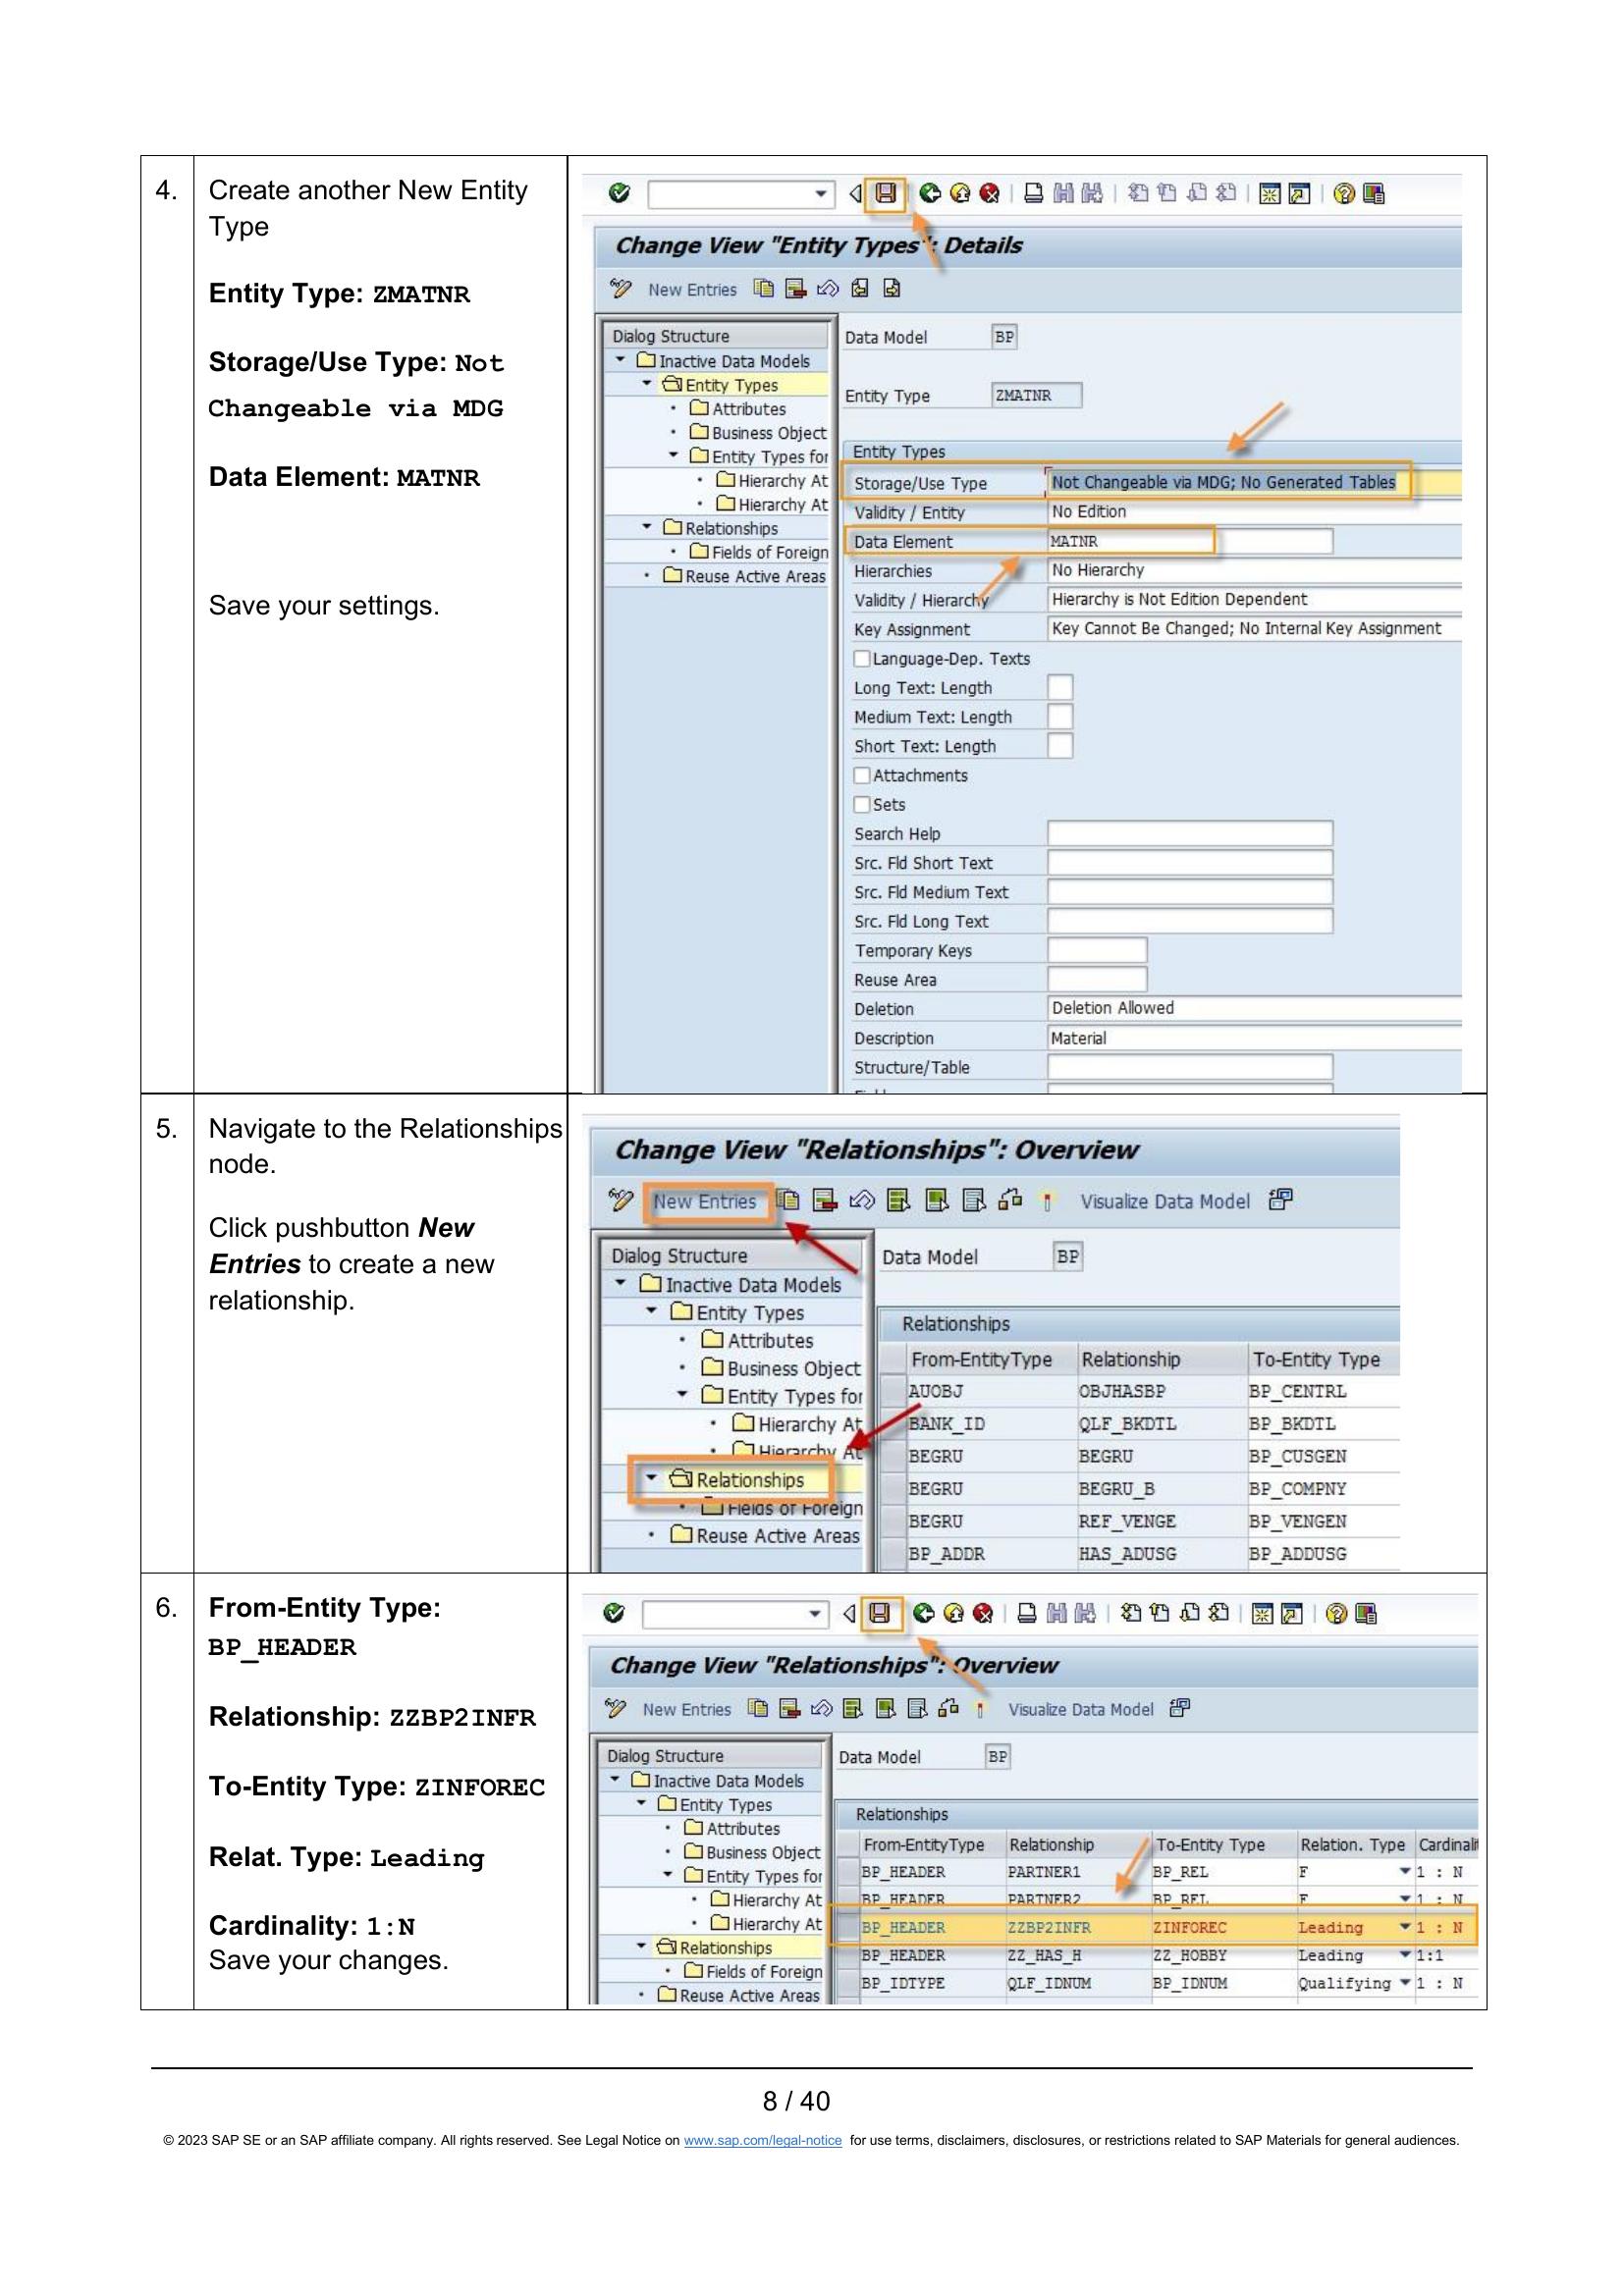 4.
Create another New Entity
Type
Entity Type: ZMATNR
Storage/Use Type: Not
Changeable via MDG
Data Element: MATNR
Save your settings.
Change View "Entity Types": Details
New Entries
Dialog Structure
Inactive Data Models
Entity Types
Attributes
Business Object
Entity Types for
Hierarchy At
Hierarchy At
Relationships
Fields of Foreign
Reuse Active Areas
Data Model BP
Entity Type ZMATNR
Entity Types
Storage/Use Type Not Changeable via MDG; No Generated Tables
Validity / Entity No Edition
Data Element MATNR
Hierarchies No Hierarchy
Validity / Hierarchy Hierarchy is Not Edition Dependent
Key Assignment Key Cannot Be Changed; No Internal Key Assignment
Language-Dep. Texts
Long Text: Length
Medium Text: Length
Short Text: Length
Attachments
Sets
Search Help
Src. Fld Short Text
Src. Fld Medium Text
Src. Fld Long Text
Temporary Keys
Reuse Area
Deletion Deletion Allowed
Description Material
Structure/Table
5.
Navigate to the Relationships
node.
Click pushbutton New
Entries to create a new
relationship.
Change View "Relationships": Overview
New Entries Visualize Data Model
Dialog Structure
Inactive Data Models
Entity Types
Attributes
Business Object
Entity Types for
Hierarchy At
Hierarchy At
Relationships
Fields of Foreign
Reuse Active Areas
Data Model BP
Relationships
From-EntityType Relationship To-Entity Type
AUOBJ OBJHASBP BP_CENTRL
BANK_ID QLF_BKDTL BP_BKDTL
BEGRU BEGRU BP_CUSGEN
BEGRU BEGRU_B BP_COMPNY
BEGRU REF_VENGE BP_VENGEN
BP_ADDR HAS_ADUSG BP_ADDUSG
6.
From-Entity Type:
BP_HEADER
Relationship: ZZBP2INFR
To-Entity Type: ZINFOREC
Relat. Type: Leading
Cardinality: 1:N
Save your changes.
Change View "Relationships": Overview
New Entries Visualize Data Model
Dialog Structure
Inactive Data Models
Entity Types
Attributes
Business Object
Entity Types for
Hierarchy At
Hierarchy At
Relationships
Fields of Foreign
Reuse Active Areas
Data Model BP
Relationships
From-EntityType Relationship To-Entity Type Relation. Type Cardinali
BP_HEADER PARTNER1 BP_REL F 1 : N
BP_HEADER PARTNER2 BP_REL F 1 : N
BP_HEADER ZZBP2INFR ZINFOREC Leading 1 : N
BP_HEADER ZZ_HAS_H ZZ_HOBBY Leading 1:1
BP_IDTYPE QLF_IDNUM BP_IDNUM Qualifying 1 : N
8 / 40
© 2023 SAP SE or an SAP affiliate company. All rights reserved. See Legal Notice on www.sap.com/legal-notice for use terms, disclaimers, disclosures, or restrictions related to SAP Materials for general audiences.